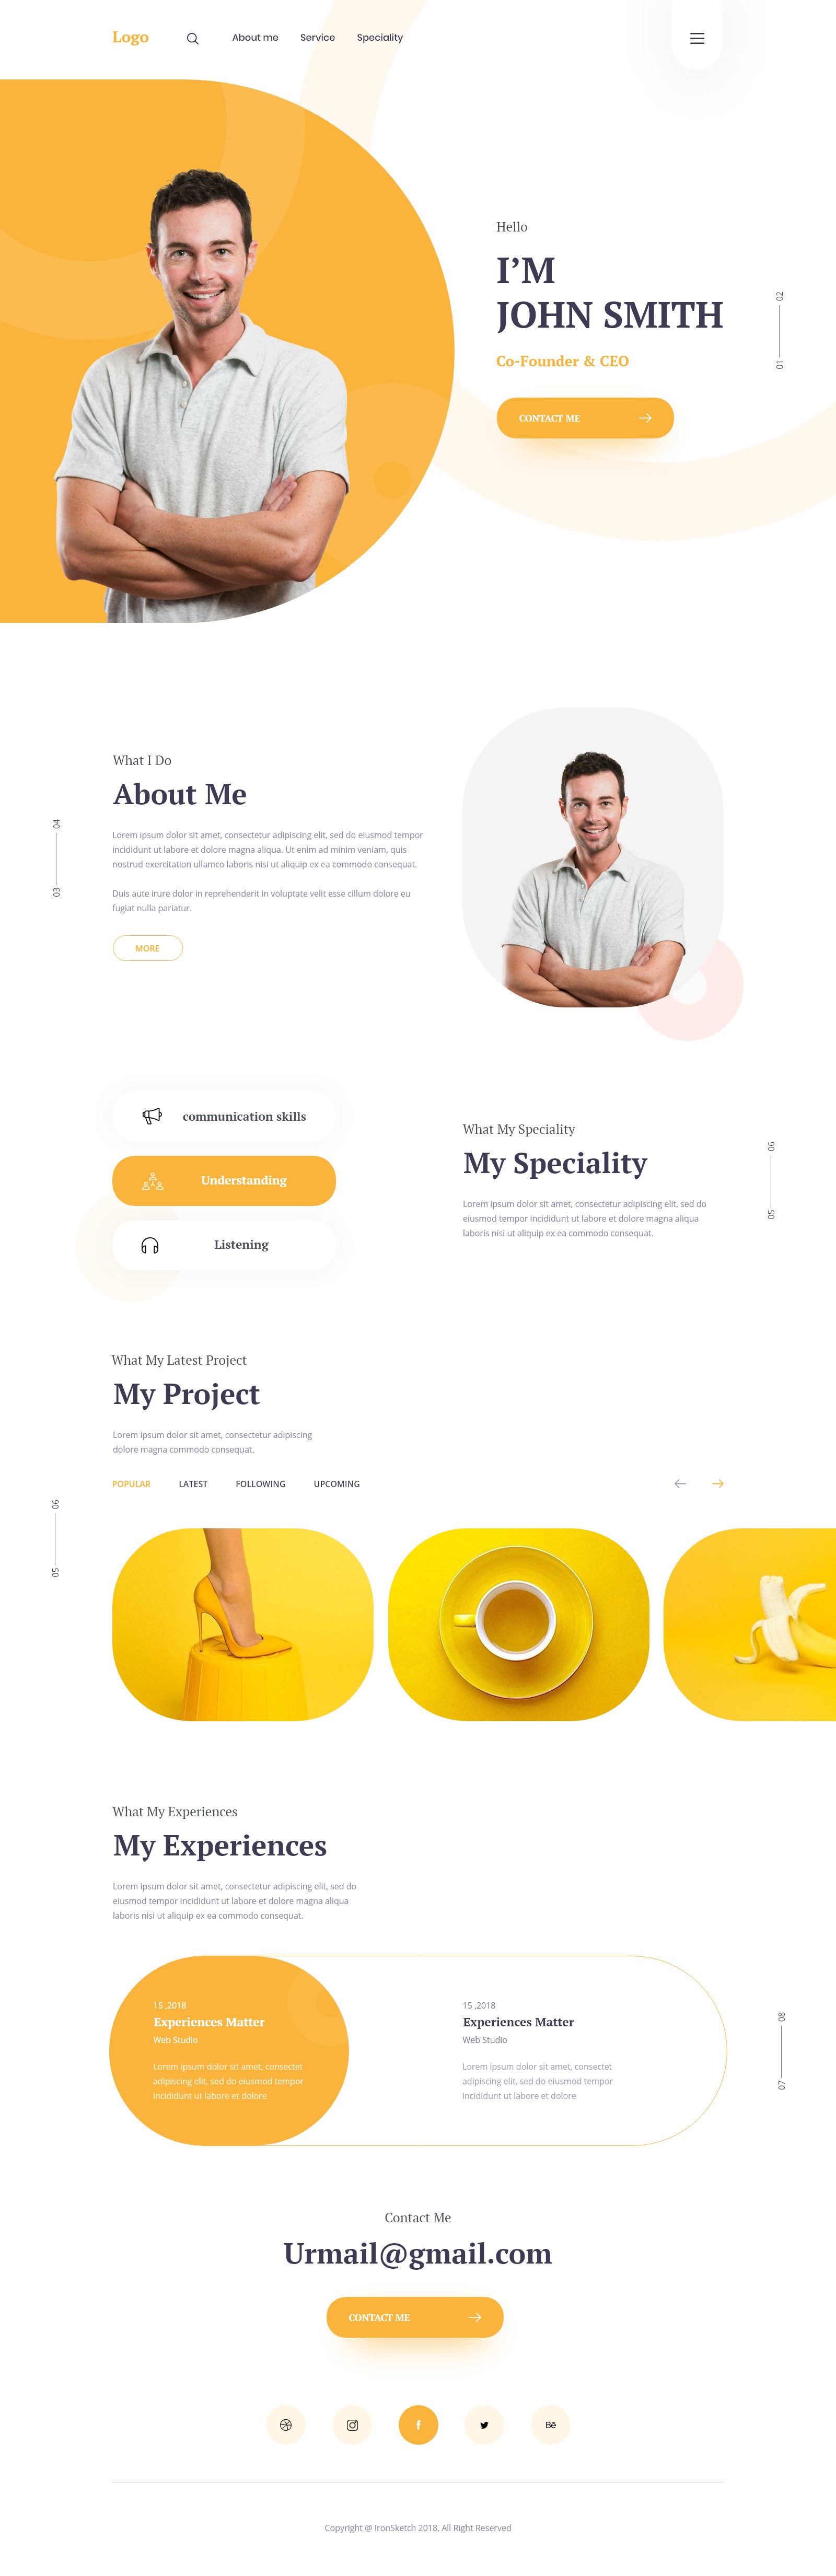 Logo
About me
Service
Speciality
Hello
I'M
JOHN SMITH
Co-Founder & CEO
CONTACT ME
02
01
What I Do
About Me
Lorem ipsum dolor sit amet, consectetur adipiscing elit, sed do eiusmod tempor
incididunt ut labore et dolore magna aliqua. Ut enim ad minim veniam, quis
nostrud exercitation ullamco laboris nisi ut aliquip ex ea commodo consequat.
Duis aute irure dolor in reprehenderit in voluptate velit esse cillum dolore eu
fugiat nulla pariatur.
MORE
04
03
communication skills
Understanding
Listening
What My Speciality
My Speciality
Lorem ipsum dolor sit amet, consectetur adipiscing elit, sed do
eiusmod tempor incididunt ut labore et dolore magna aliqua
laboris nisi ut aliquip ex ea commodo consequat.
06
05
What My Latest Project
My Project
Lorem ipsum dolor sit amet, consectetur adipiscing
dolore magna commodo consequat.
POPULAR
LATEST
FOLLOWING
UPCOMING
06
05
What My Experiences
My Experiences
Lorem ipsum dolor sit amet, consectetur adipiscing elit, sed do
eiusmod tempor incididunt ut labore et dolore magna aliqua
laboris nisi ut aliquip ex ea commodo consequat.
15 ,2018
Experiences Matter
Web Studio
Lorem ipsum dolor sit amet, consectet
adipiscing elit, sed do eiusmod tempor
incididunt ut labore et dolore
15 ,2018
Experiences Matter
Web Studio
Lorem ipsum dolor sit amet, consectet
adipiscing elit, sed do eiusmod tempor
incididunt ut labore et dolore
08
07
Contact Me
Urmail@gmail.com
CONTACT ME
Copyright @ IronSketch 2018, All Right Reserved